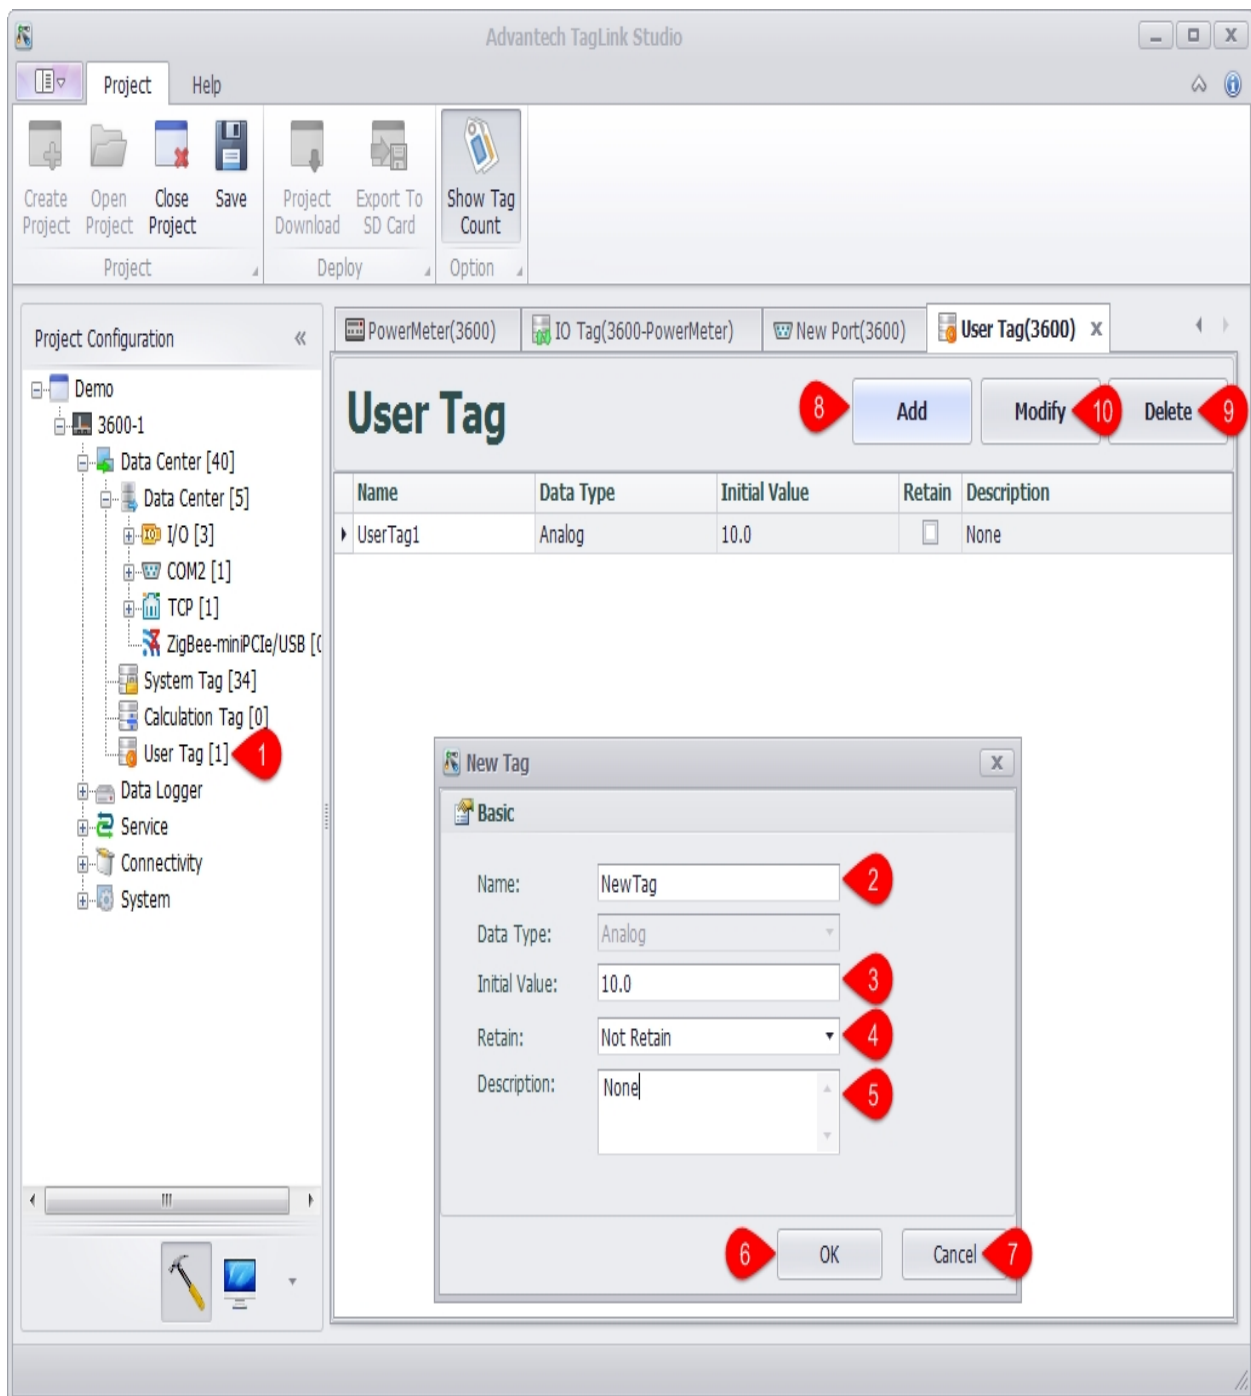 Advantech TagLink Studio
Project Help
Create Project
Open Project
Close Project
Save
Project Download
Export To SD Card
Show Tag Count
Project
Deploy
Option
Project Configuration «
PowerMeter(3600) IO Tag(3600-PowerMeter) New Port(3600) User Tag(3600) x
Demo
3600-1
Data Center [40]
Data Center [5]
I/O [3]
COM2 [1]
TCP [1]
ZigBee-miniPCIe/USB [0
System Tag [34]
Calculation Tag [0]
User Tag [1] 1
Data Logger
Service
Connectivity
System
User Tag
8 Add Modify 10 Delete 9
Name Data Type Initial Value Retain Description
UserTag1 Analog 10.0 None
New Tag X
Basic
Name: NewTag 2
Data Type: Analog
Initial Value: 10.0 3
Retain: Not Retain 4
Description: None 5
6 OK Cancel 7